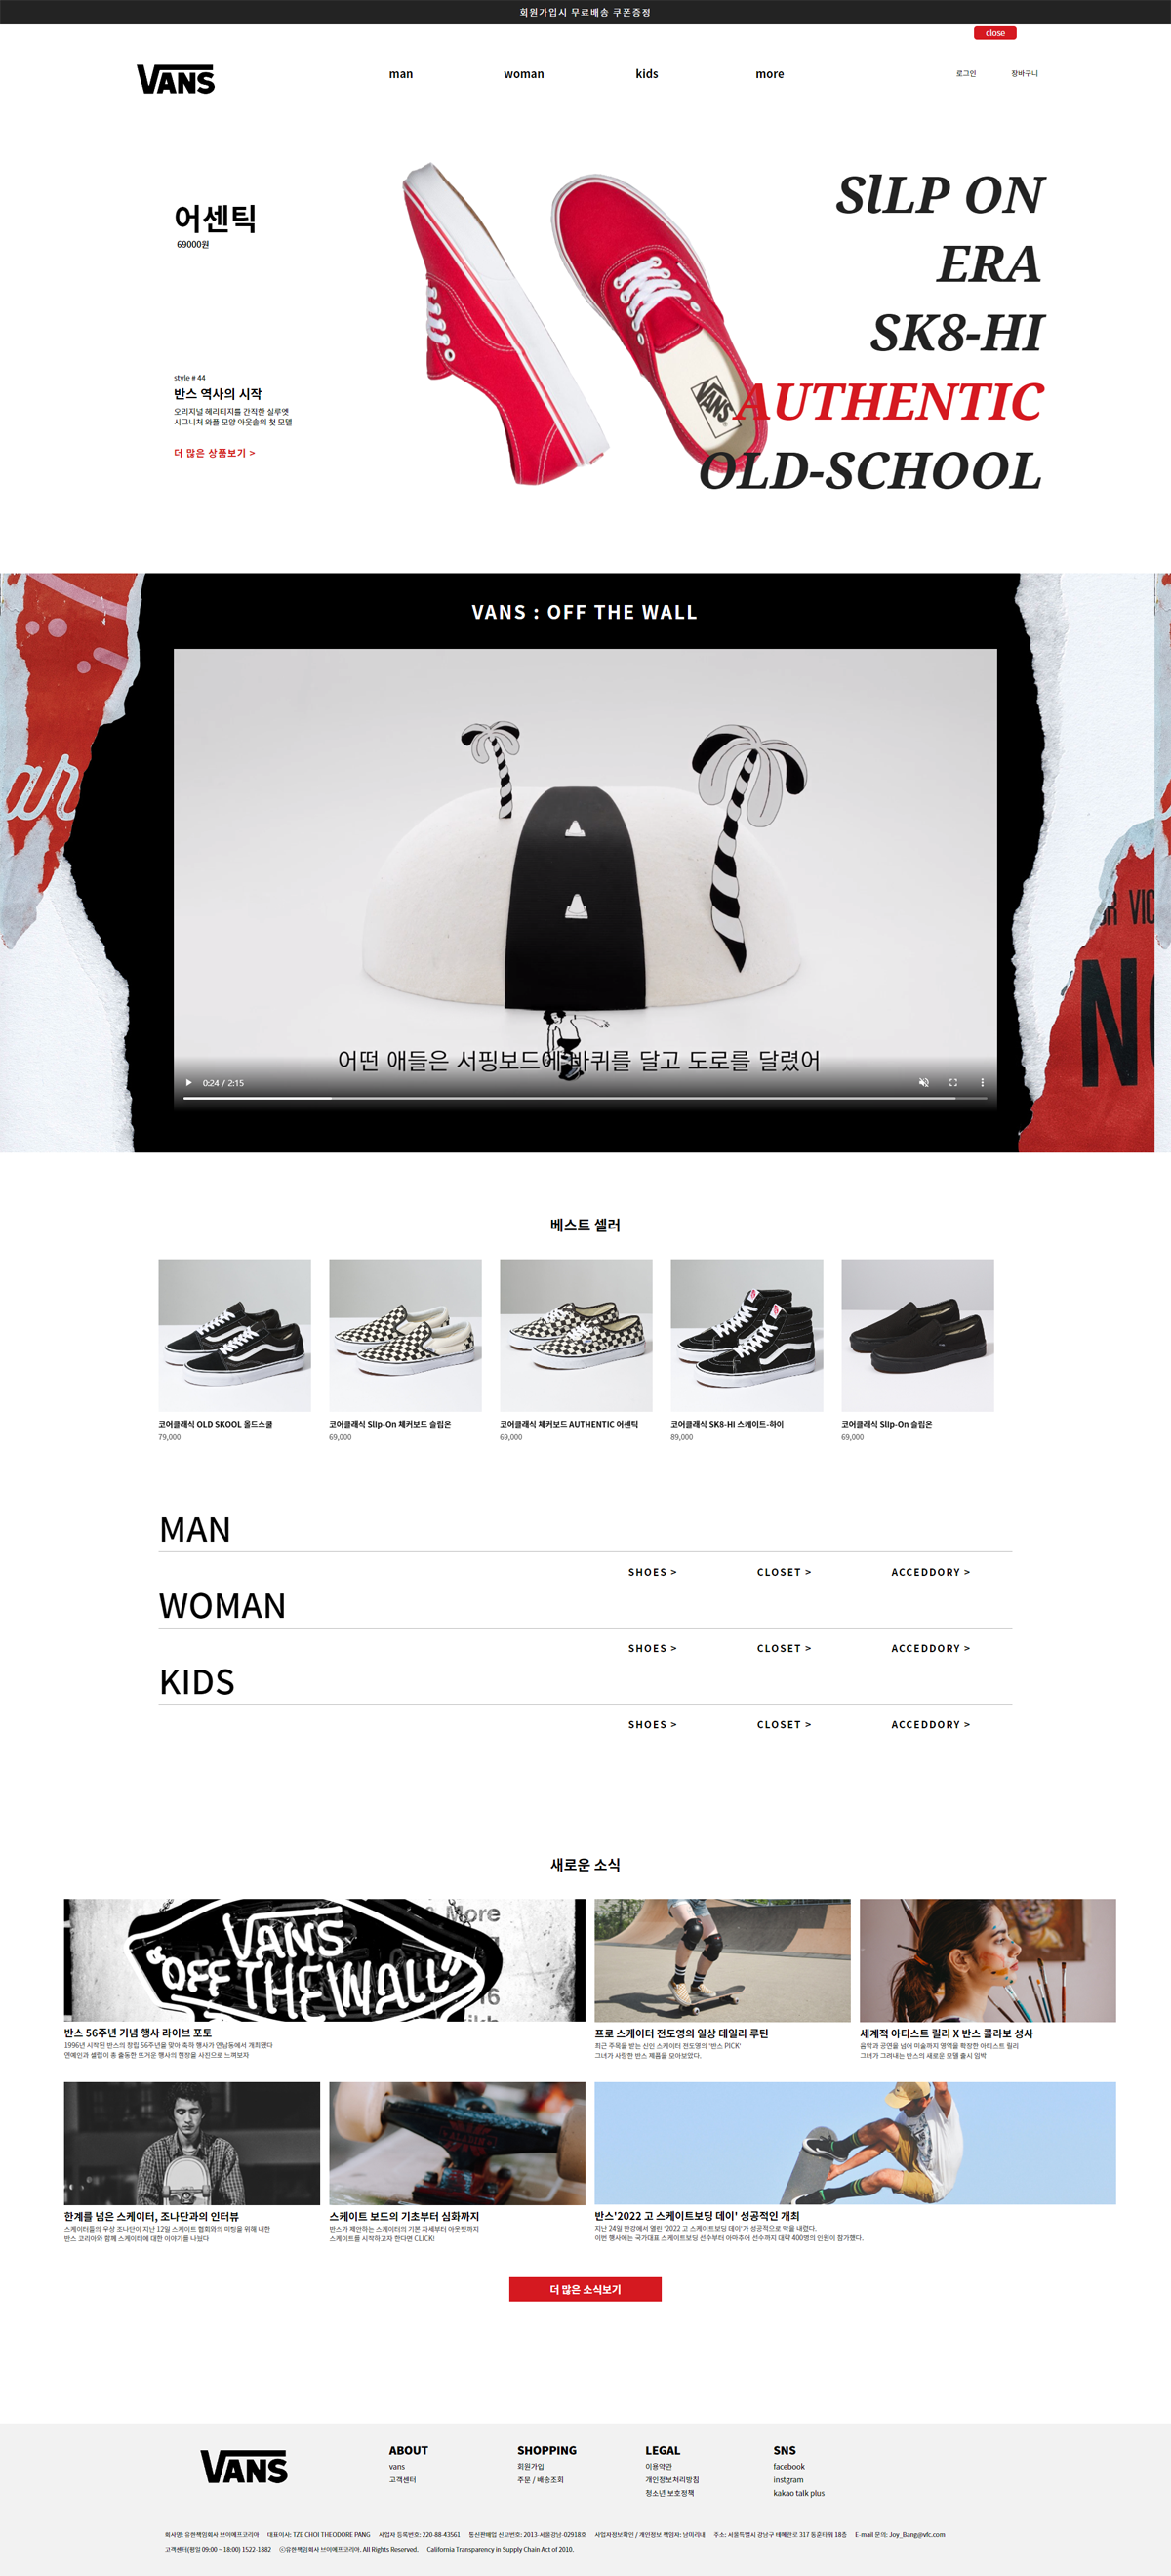 회원가입시 무료배송 쿠폰증정
close
VANS
man
woman
kids
more
로그인
장바구니
어센틱
69000원
SlLP ON
ERA
SK8-HI
AUTHENTIC
OLD-SCHOOL
style # 44
반스 역사의 시작
오리지널 헤리티지를 간직한 실루엣
시그니처 와플 모양 아웃솔의 첫 모델
더 많은 상품보기 >
VANS
VANS : OFF THE WALL
ar
VIC
어떤 애들은 서핑보드에 바퀴를 달고 도로를 달렸어
0:24 / 2:15
베스트 셀러
코어클래식 OLD SKOOL 올드스쿨
79,000
코어클래식 Slip-On 체커보드 슬립온
69,000
코어클래식 체커보드 AUTHENTIC 어센틱
69,000
코어클래식 SK8-HI 스케이트-하이
89,000
코어클래식 Slip-On 슬립온
69,000
MAN
SHOES >
CLOSET >
ACCEDDORY >
WOMAN
SHOES >
CLOSET >
ACCEDDORY >
KIDS
SHOES >
CLOSET >
ACCEDDORY >
새로운 소식
VANS
"OFF THE WALL"
More
반스 56주년 기념 행사 라이브 포토
1996년 시작된 반스의 창립 56주년을 맞아 축하 행사가 연남동에서 개최됐다
연예인과 셀럽이 총 출동한 뜨거운 행사의 현장을 사진으로 느껴보자
프로 스케이터 전도영의 일상 데일리 루틴
최근 주목을 받는 신인 스케이터 전도영의 '반스 PICK'
그녀가 사랑한 반스 제품을 모아보았다.
세계적 아티스트 릴리 X 반스 콜라보 성사
음악과 공연을 넘어 미술까지 영역을 확장한 아티스트 릴리
그녀가 그려내는 반스의 새로운 모델 출시 임박
한계를 넘은 스케이터, 조나단과의 인터뷰
스케이터들의 우상 조나단이 지난 12일 스케이트 협회와의 미팅을 위해 내한
반스 코리아와 함께 스케이터에 대한 이야기를 나눴다
스케이트 보드의 기초부터 심화까지
반스가 제안하는 스케이터의 기본 자세부터 아웃핏까지
스케이트를 시작하고자 한다면 CLICK!
반스'2022 고 스케이트보딩 데이' 성공적인 개최
지난 24일 한강에서 열린 '2022 고 스케이트보딩 데이'가 성공적으로 막을 내렸다.
이번 행사에는 국가대표 스케이트보딩 선수부터 아마추어 선수까지 대략 400명의 인원이 참가했다.
더 많은 소식보기
VANS
ABOUT
vans
고객센터
SHOPPING
회원가입
주문 / 배송조회
LEGAL
이용약관
개인정보처리방침
청소년 보호정책
SNS
facebook
instgram
kakao talk plus
회사명: 유한책임회사 브이에프코리아 대표이사: TZE CHOI THEODORE PANG 사업자 등록번호: 220-88-43561 통신판매업 신고번호: 2013-서울강남-02918호 사업자정보확인 / 개인정보 책임자: 남미리네 주소: 서울특별시 강남구 테헤란로 317 동훈타워 18층 E-mail 문의: Joy_Bang@vfc.com
고객센터(평일 09:00 ~ 18:00) 1522-1882 ⓒ유한책임회사 브이에프코리아. All Rights Reserved. California Transparency in Supply Chain Act of 2010.